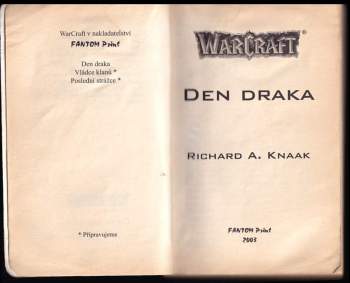 WarCraft v nakladatelství
FANTOM Print
Den draka
Vládce klanů *
Poslední strážce *
* Připravujeme
WARCRAFT®
DEN DRAKA
RICHARD A. KNAAK
FANTOM Print
2003